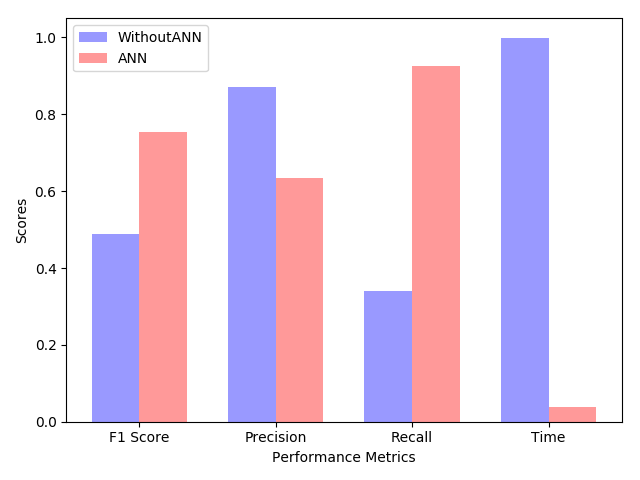 WithoutANN
ANN
1.0
0.8
0.6
0.4
0.2
0.0
Scores
F1 Score Precision Recall Time
Performance Metrics